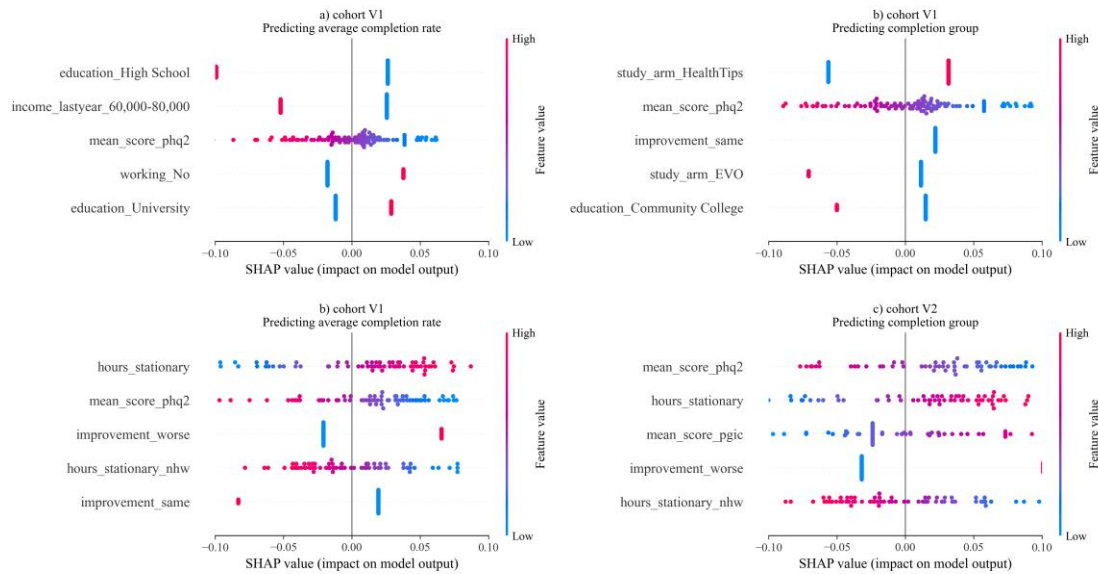 a) cohort V1
Predicting average completion rate
education_High School
income_lastyear_60,000-80,000
mean_score_phq2
working_No
education_University
−0.10 −0.05 0.00 0.05 0.10
SHAP value (impact on model output)
High
Feature value
Low
b) cohort V1
Predicting completion group
study_arm_HealthTips
mean_score_phq2
improvement_same
study_arm_EVO
education_Community College
−0.10 −0.05 0.00 0.05 0.10
SHAP value (impact on model output)
High
Feature value
Low
b) cohort V1
Predicting average completion rate
hours_stationary
mean_score_phq2
improvement_worse
hours_stationary_nhw
improvement_same
−0.10 −0.05 0.00 0.05 0.10
SHAP value (impact on model output)
High
Feature value
Low
c) cohort V2
Predicting completion group
mean_score_phq2
hours_stationary
mean_score_pgic
improvement_worse
hours_stationary_nhw
−0.10 −0.05 0.00 0.05 0.10
SHAP value (impact on model output)
High
Feature value
Low